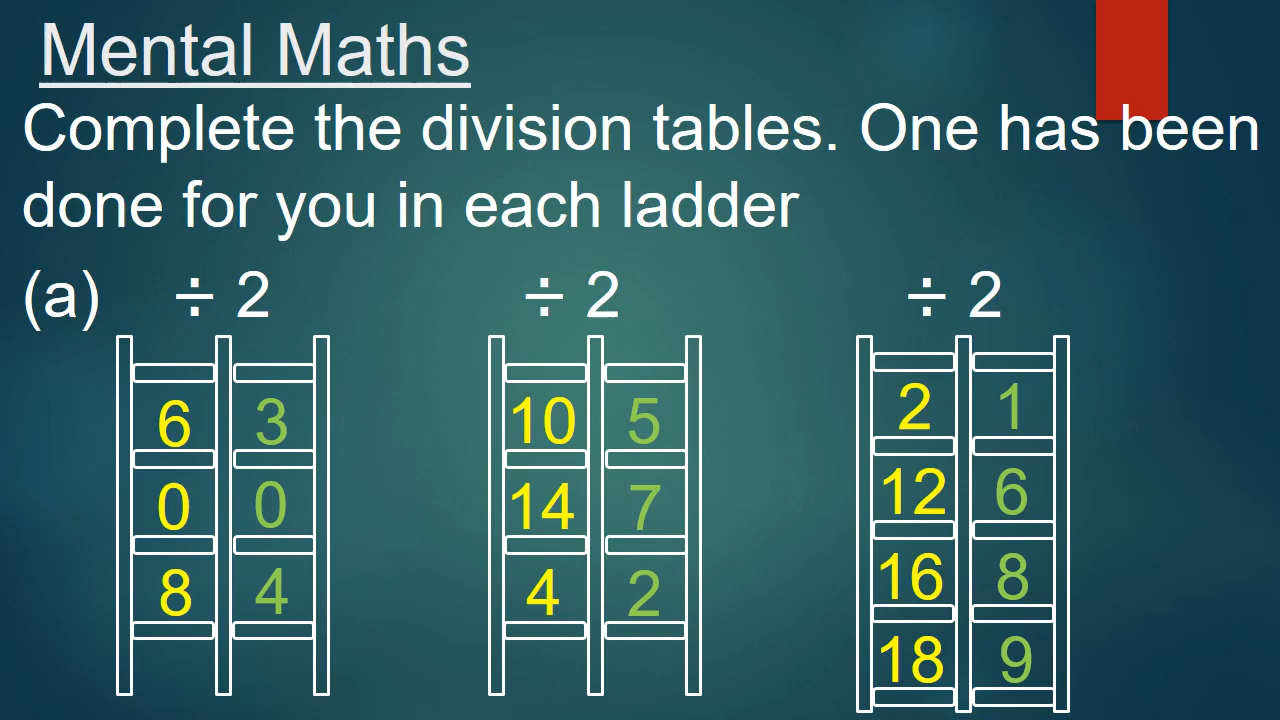 Mental Maths
Complete the division tables. One has been
done for you in each ladder
(a) ÷ 2 ÷ 2 ÷ 2
6 3 10 5 2 1
0 0 14 7 12 6
8 4 4 2 16 8
18 9